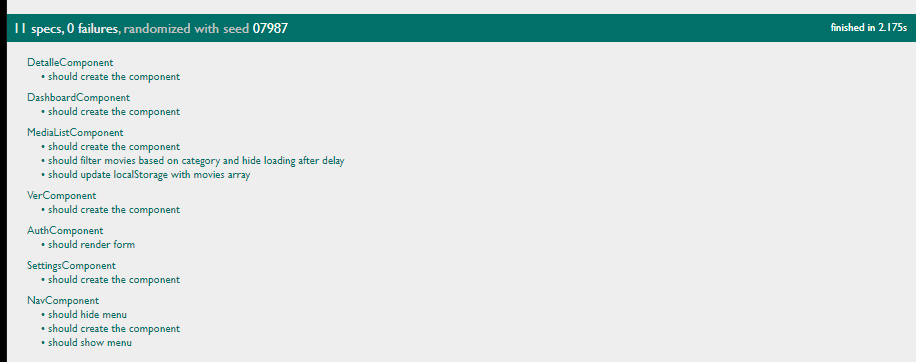 11 specs, 0 failures, randomized with seed 07987
finished in 2.175s
DetalleComponent
• should create the component
DashboardComponent
• should create the component
MediaListComponent
• should create the component
• should filter movies based on category and hide loading after delay
• should update localStorage with movies array
VerComponent
• should create the component
AuthComponent
• should render form
SettingsComponent
• should create the component
NavComponent
• should hide menu
• should create the component
• should show menu